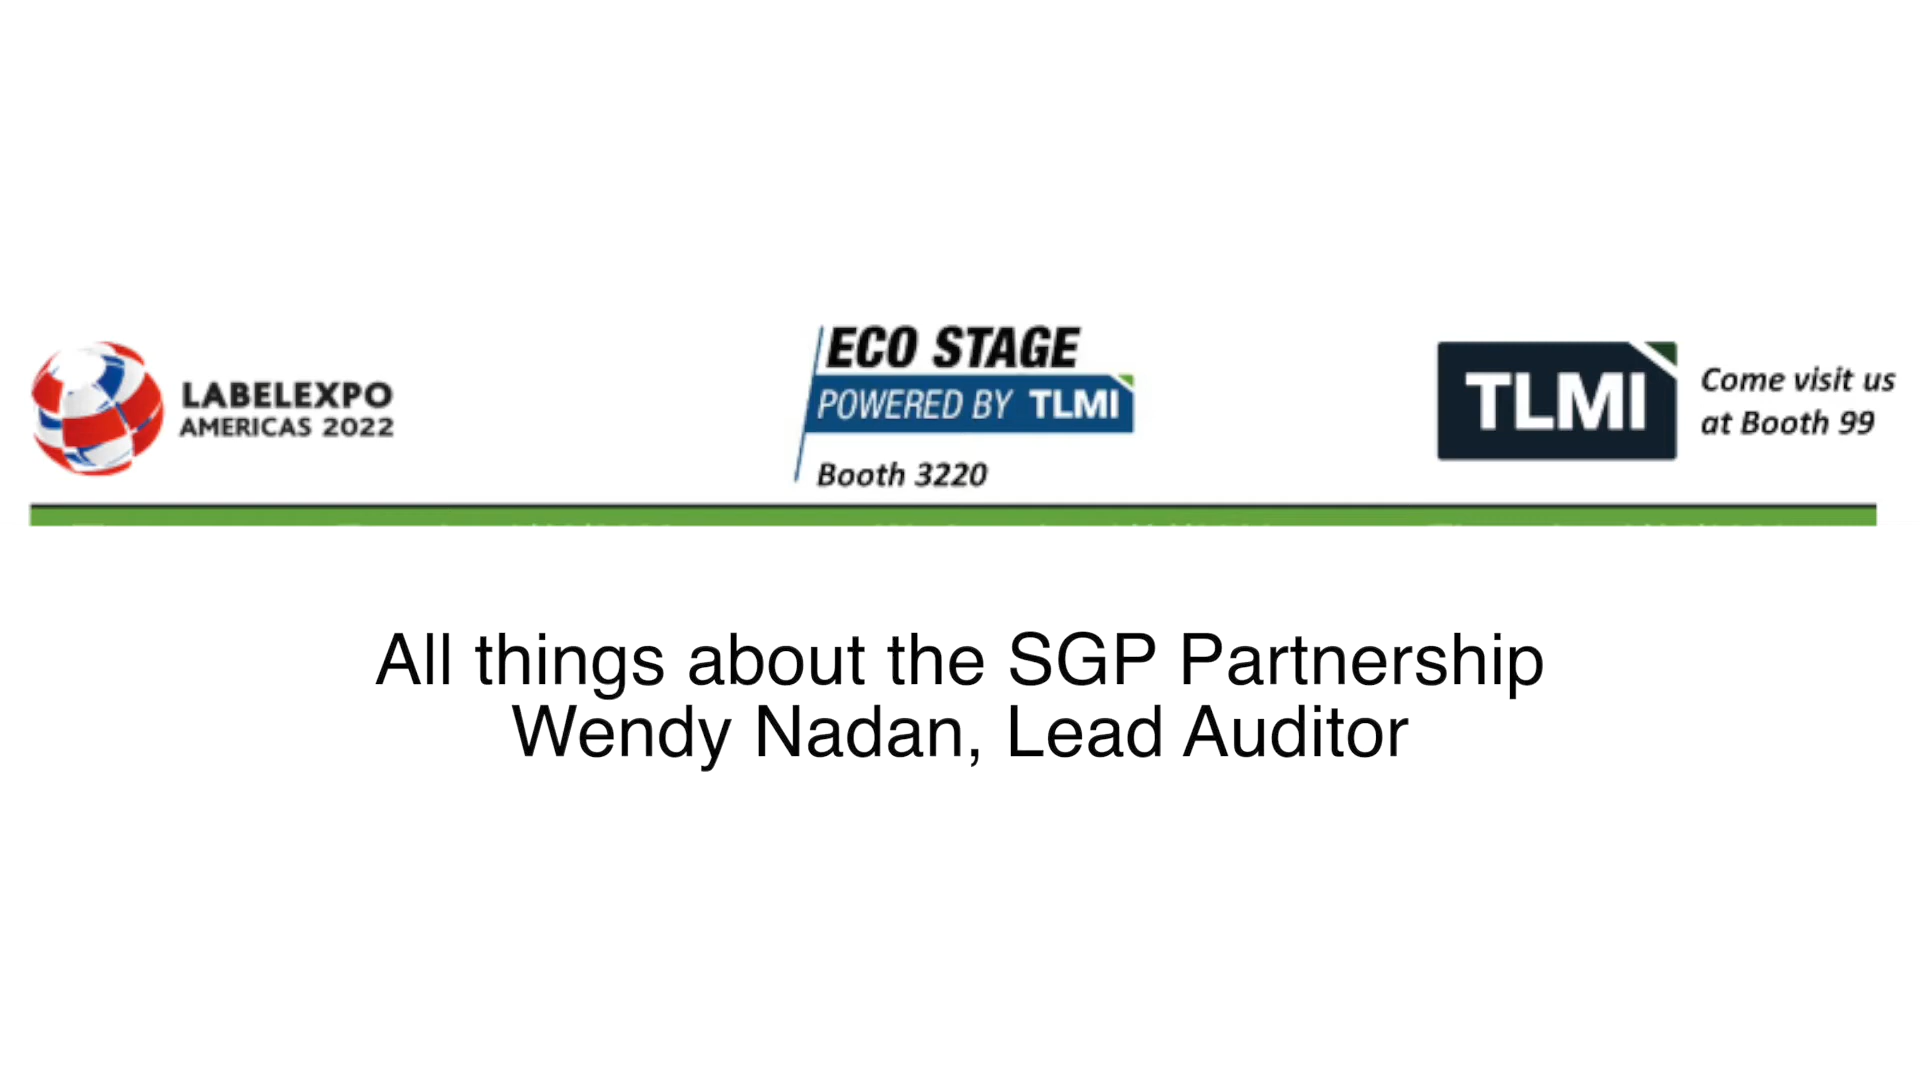 LABELEXPO
AMERICAS 2022
ECO STAGE
POWERED BY TLMI
Booth 3220
TLMI
Come visit us
at Booth 99
All things about the SGP Partnership
Wendy Nadan, Lead Auditor